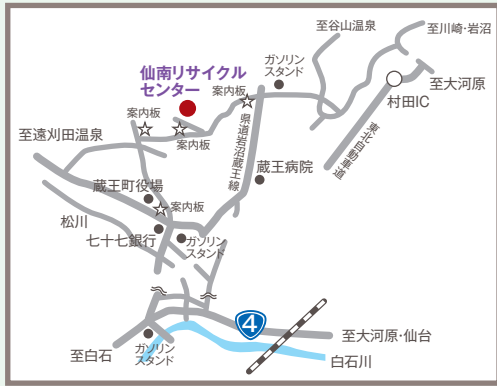 至谷山温泉
至川崎・岩沼
ガソリン
スタンド
至大河原
仙南リサイクル
センター
案内板
村田IC
案内板
案内板
至遠刈田温泉
県道岩沼蔵王線
東北自動車道
蔵王病院
蔵王町役場
案内板
松川
七十七銀行
ガソリン
スタンド
4
至大河原・仙台
至白石
ガソリン
スタンド
白石川